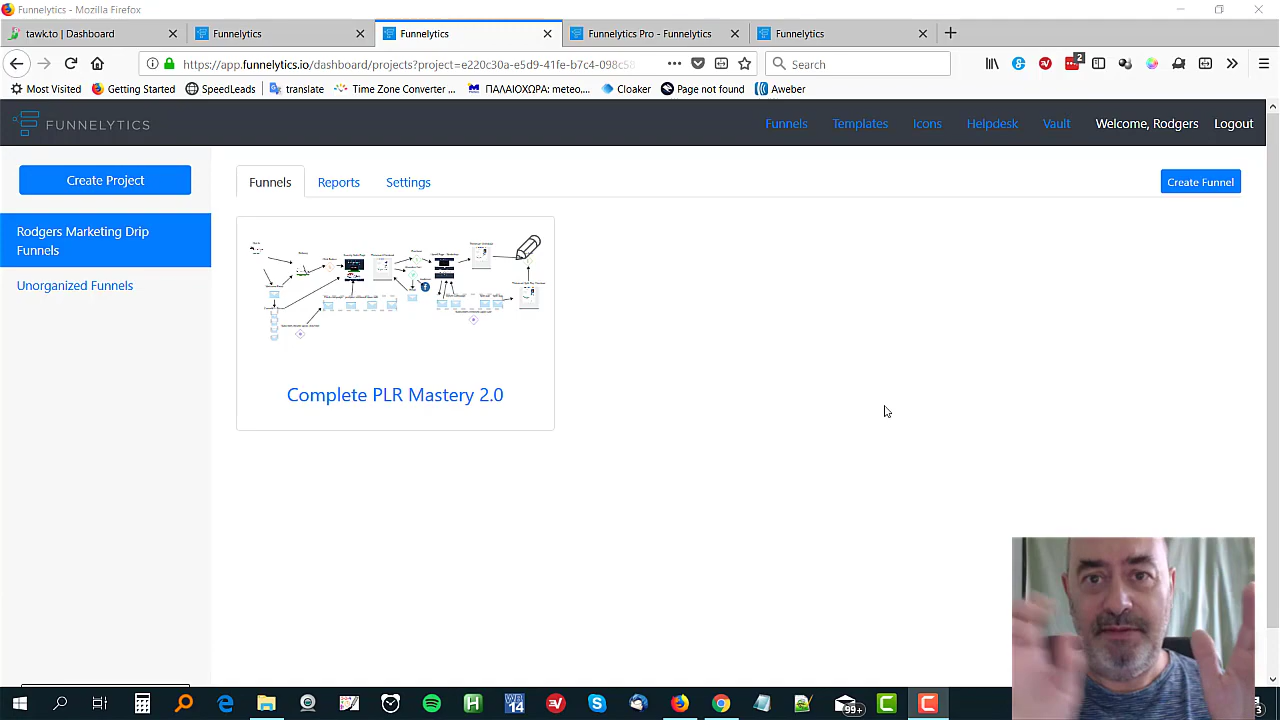 Funnelytics - Mozilla Firefox
tawk.to | Dashboard
Funnelytics
Funnelytics
Funnelytics Pro - Funnelytics
Funnelytics
https://app.funnelytics.io/dashboard/projects?project=e220c30a-e5d9-41fe-b7c4-098c58
Search
2
Most Visited
Getting Started
SpeedLeads
translate
Time Zone Converter ...
ΠΑΛΑΙΟΧΩΡΑ: meteo...
Cloaker
Page not found
Aweber
FUNNELYTICS
Funnels
Templates
Icons
Helpdesk
Vault
Welcome, Rodgers
Logout
Create Project
Funnels
Reports
Settings
Create Funnel
Rodgers Marketing Drip
Funnels
Unorganized Funnels
Complete PLR Mastery 2.0
99+